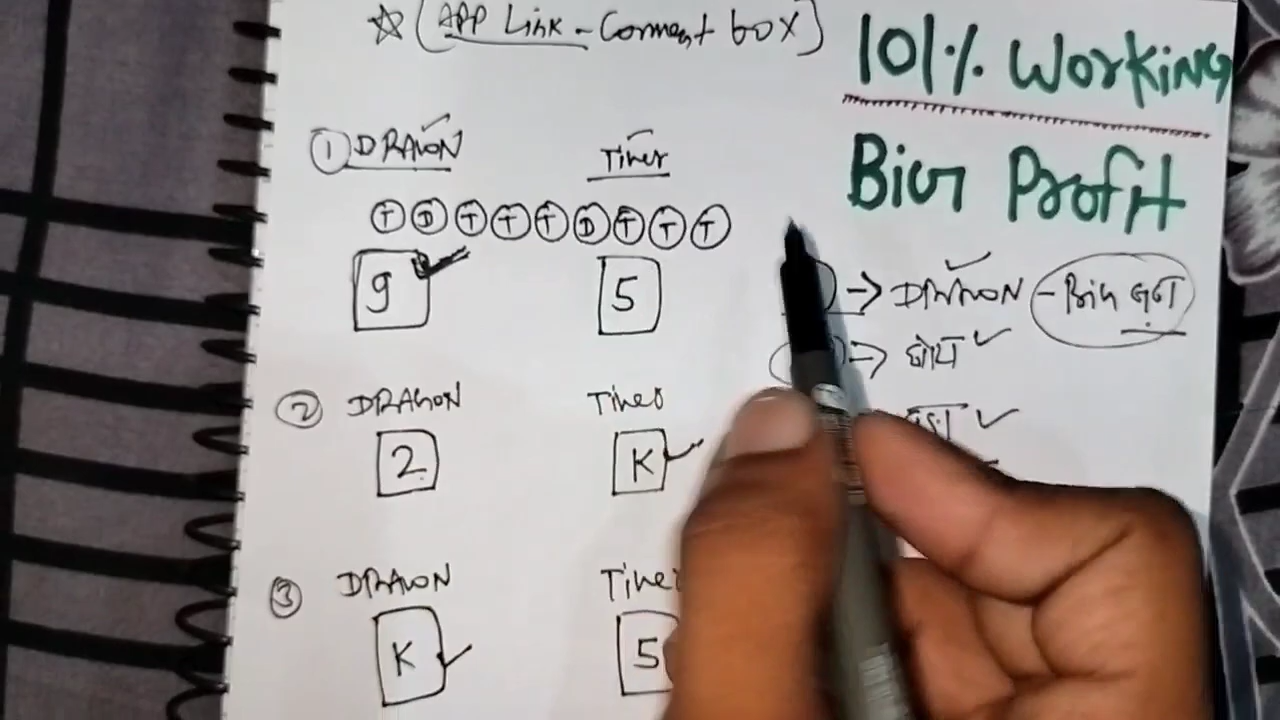 ☆ (APP Link - Comment box)
101% Working
Big Profit
① DRAGON Tiger
T D T T T D T T T
9 5
→ DRAGON - Big
→
② DRAGON Tiger
2 K
③ DRAGON Tiger
K 5